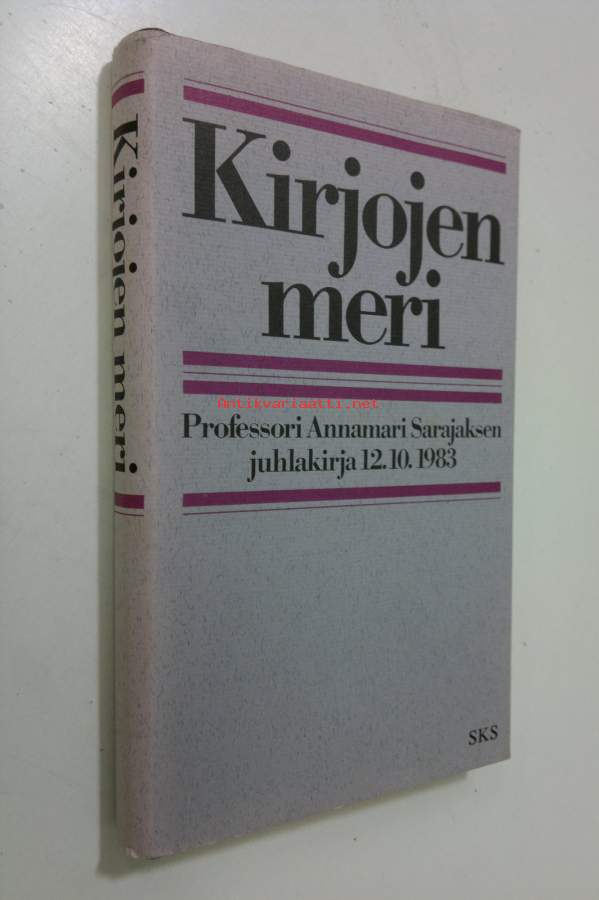 Kirjojen meri
Kirjojen
meri
Antikvariaatti.net
Professori Annamari Sarajaksen
juhlakirja 12.10.1983
SKS